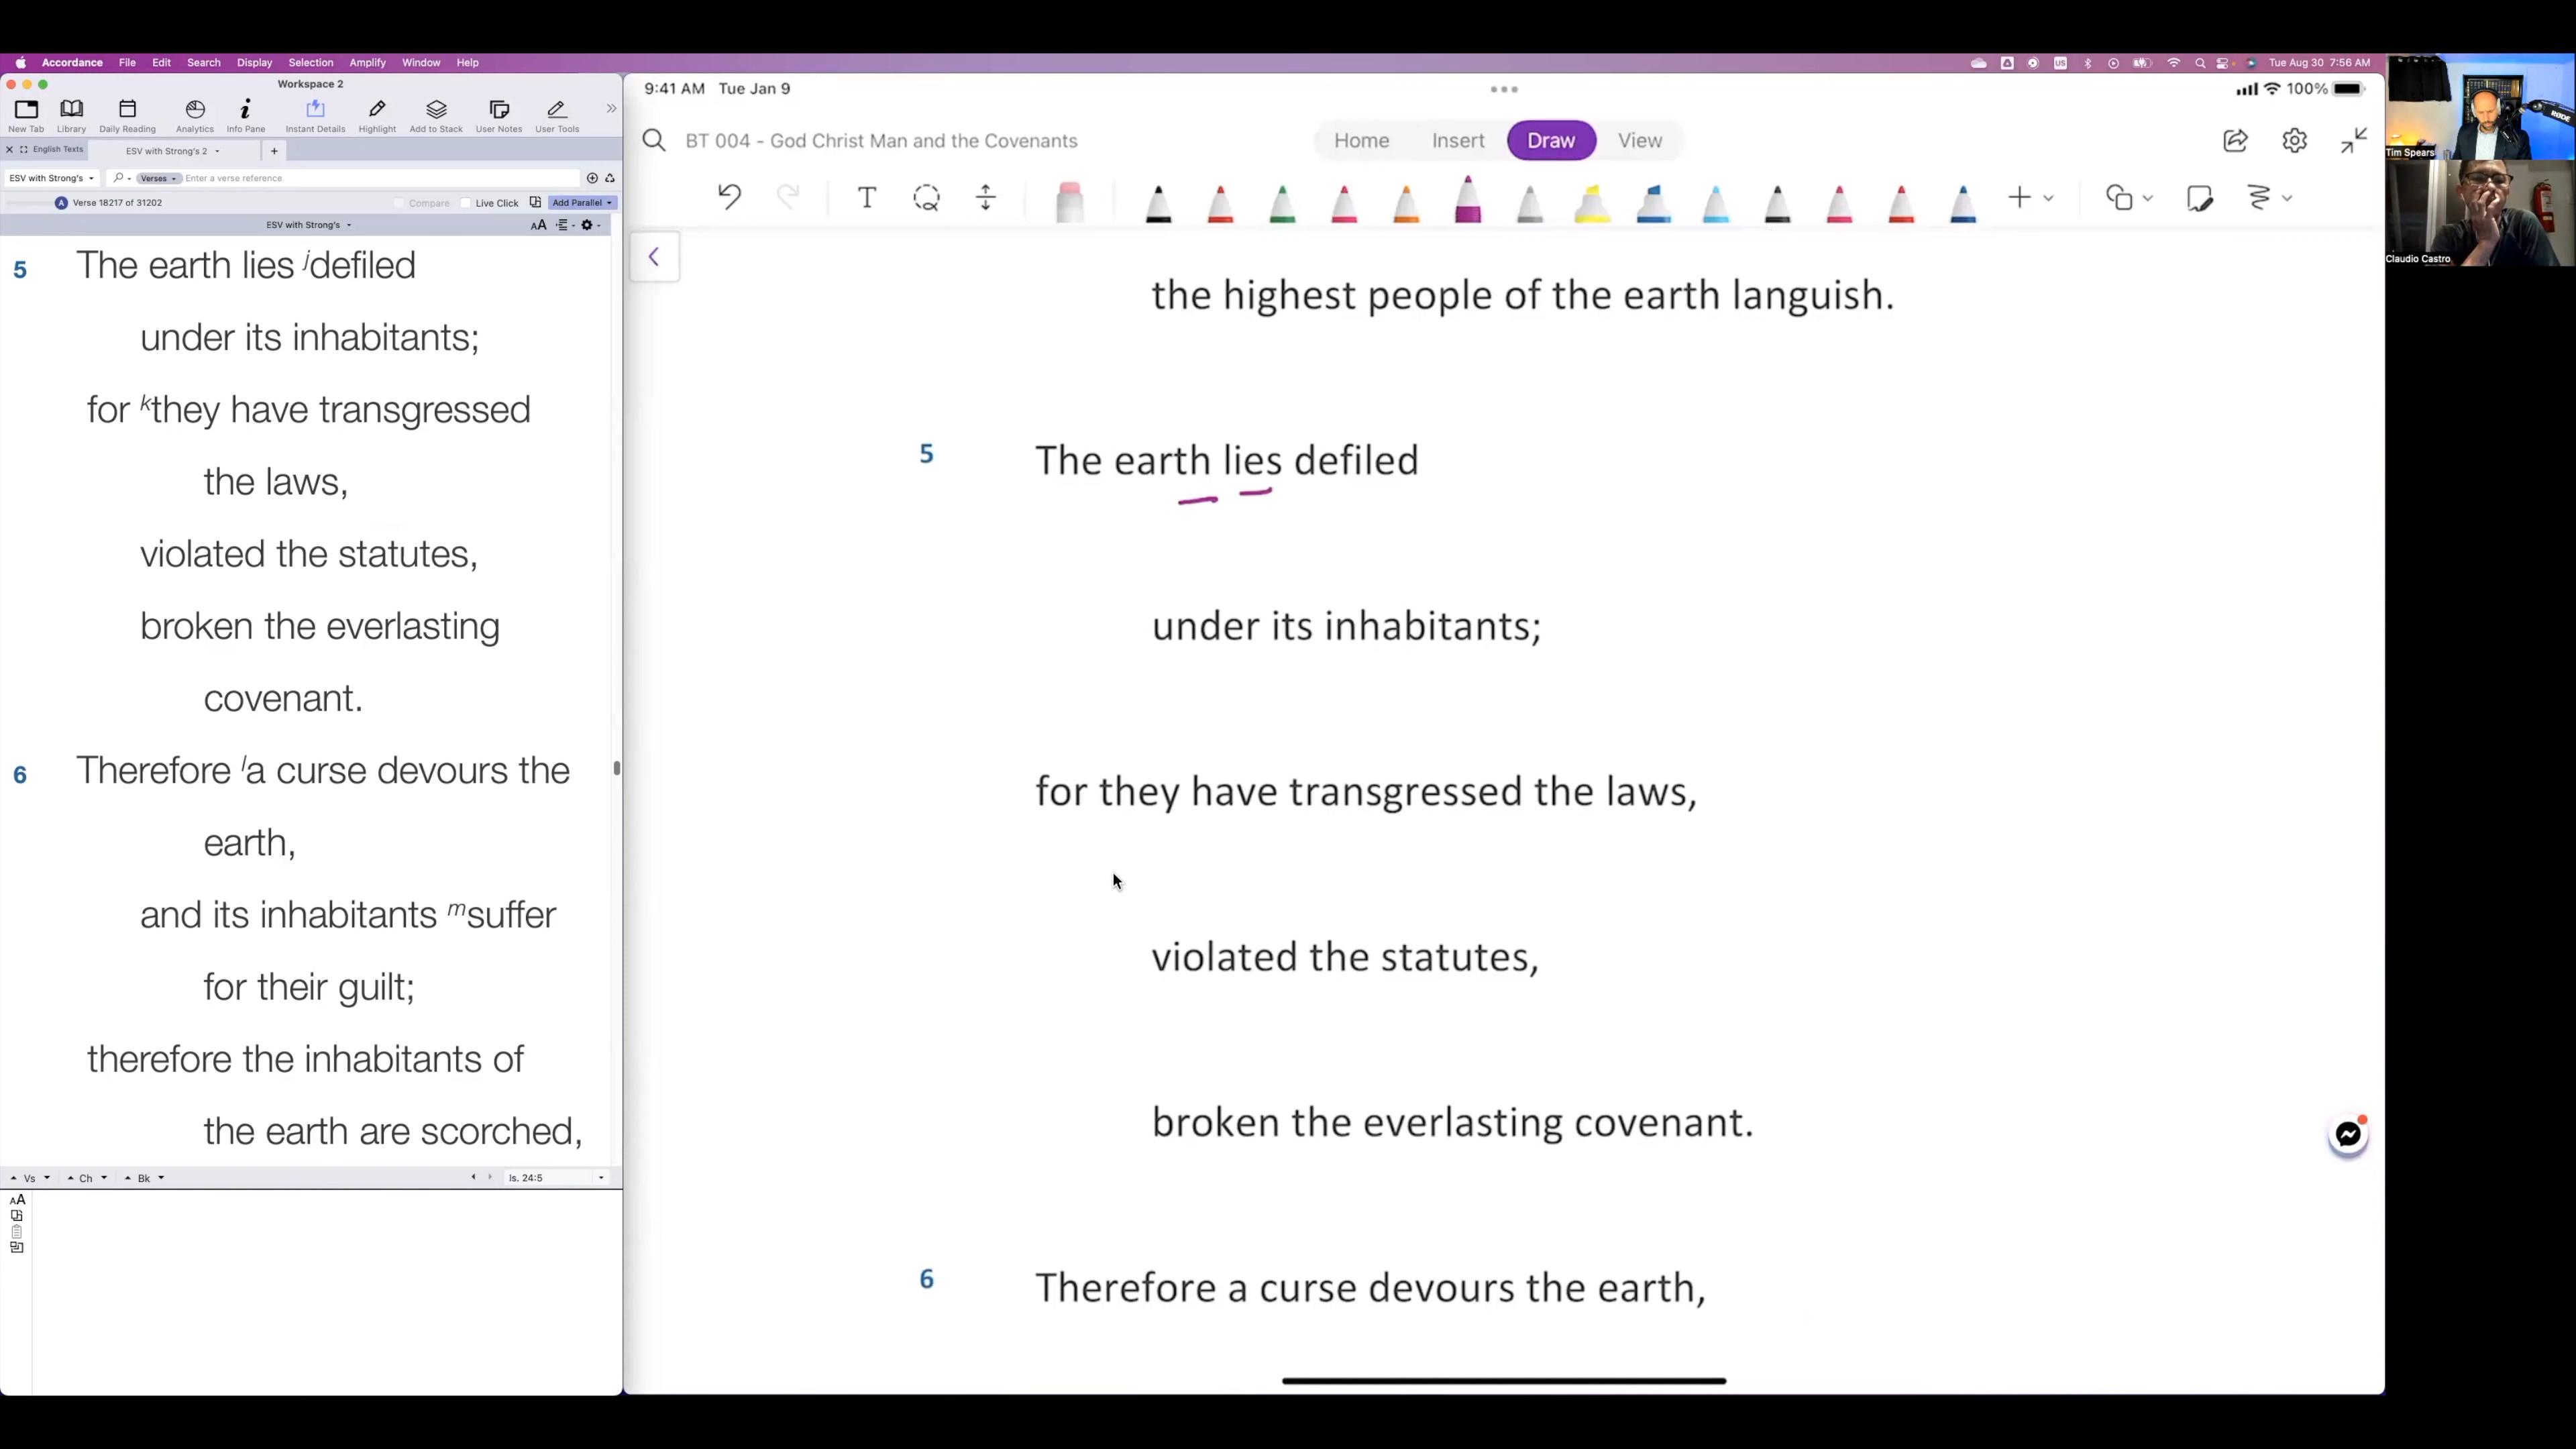 Accordance File Edit Search Display Selection Amplify Window Help
Tue Aug 30 7:56 AM
Workspace 2
New Tab Library Daily Reading Analytics Info Pane Instant Details Highlight Add to Stack User Notes User Tools
English Texts ESV with Strong's 2
ESV with Strong's Verses Enter a verse reference
Verse 18217 of 31202 Compare Live Click Add Parallel
ESV with Strong's AA
5 The earth lies j defiled
under its inhabitants;
for k they have transgressed
the laws,
violated the statutes,
broken the everlasting
covenant.
6 Therefore l a curse devours the
earth,
and its inhabitants m suffer
for their guilt;
therefore the inhabitants of
the earth are scorched,
Vs Ch Bk Is. 24:5
AA
9:41 AM Tue Jan 9
100%
BT 004 - God Christ Man and the Covenants
Home Insert Draw View
T
the highest people of the earth languish.
5 The earth lies defiled
under its inhabitants;
for they have transgressed the laws,
violated the statutes,
broken the everlasting covenant.
6 Therefore a curse devours the earth,
RODE
Tim Spears
Claudio Castro